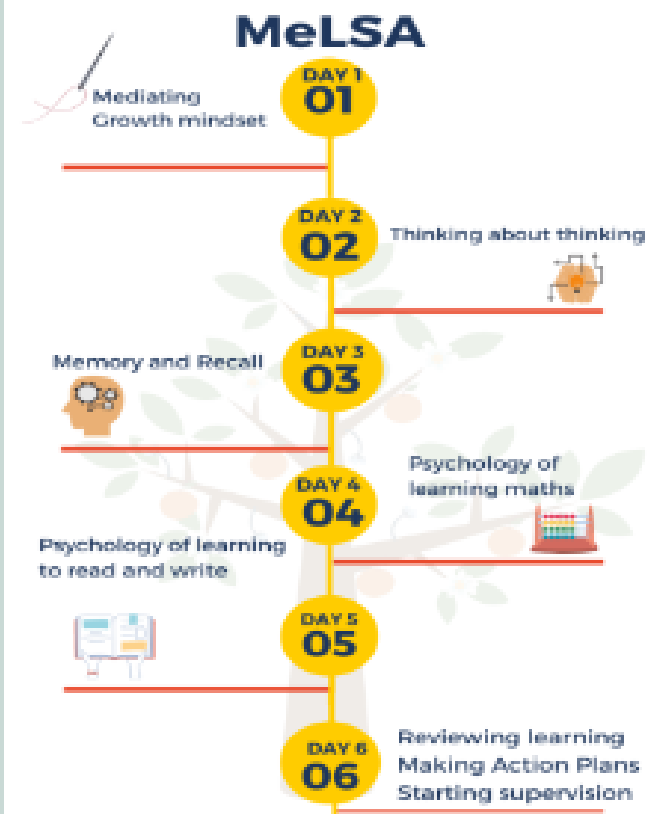 MeLSA
DAY 1
01
Mediating
Growth mindset
DAY 2
02
Thinking about thinking
DAY 3
03
Memory and Recall
DAY 4
04
Psychology of
learning maths
Psychology of learning
to read and write
DAY 5
05
DAY 6
06
Reviewing learning
Making Action Plans
Starting supervision